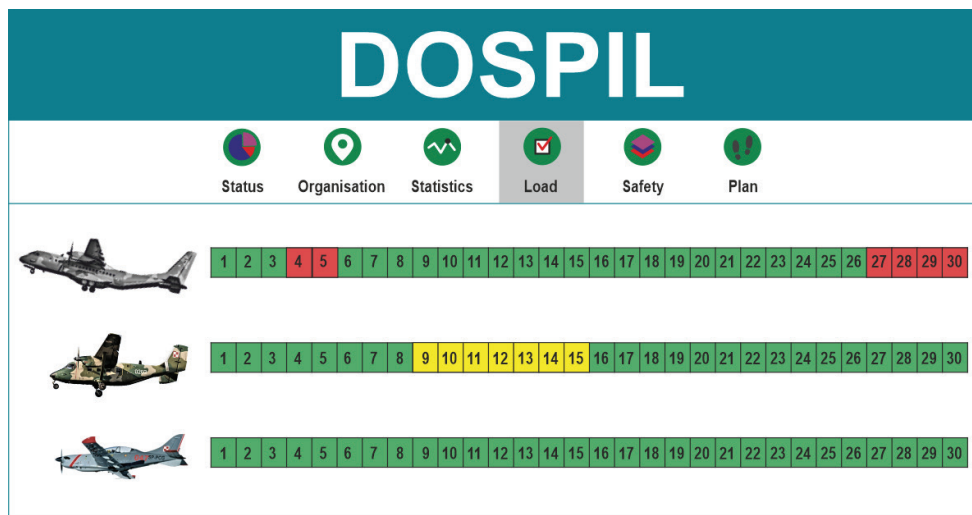 DOSPIL
Status Organisation Statistics Load Safety Plan
1 2 3 4 5 6 7 8 9 10 11 12 13 14 15 16 17 18 19 20 21 22 23 24 25 26 27 28 29 30
1 2 3 4 5 6 7 8 9 10 11 12 13 14 15 16 17 18 19 20 21 22 23 24 25 26 27 28 29 30
1 2 3 4 5 6 7 8 9 10 11 12 13 14 15 16 17 18 19 20 21 22 23 24 25 26 27 28 29 30